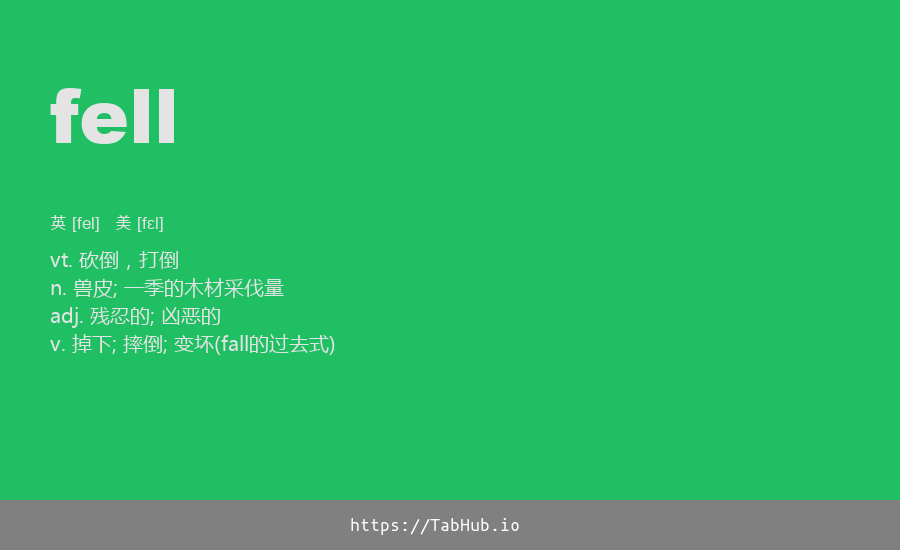 fell
英 [fel] 美 [fɛl]
vt. 砍倒，打倒
n. 兽皮; 一季的木材采伐量
adj. 残忍的; 凶恶的
v. 掉下; 摔倒; 变坏(fall的过去式)
https://TabHub.io